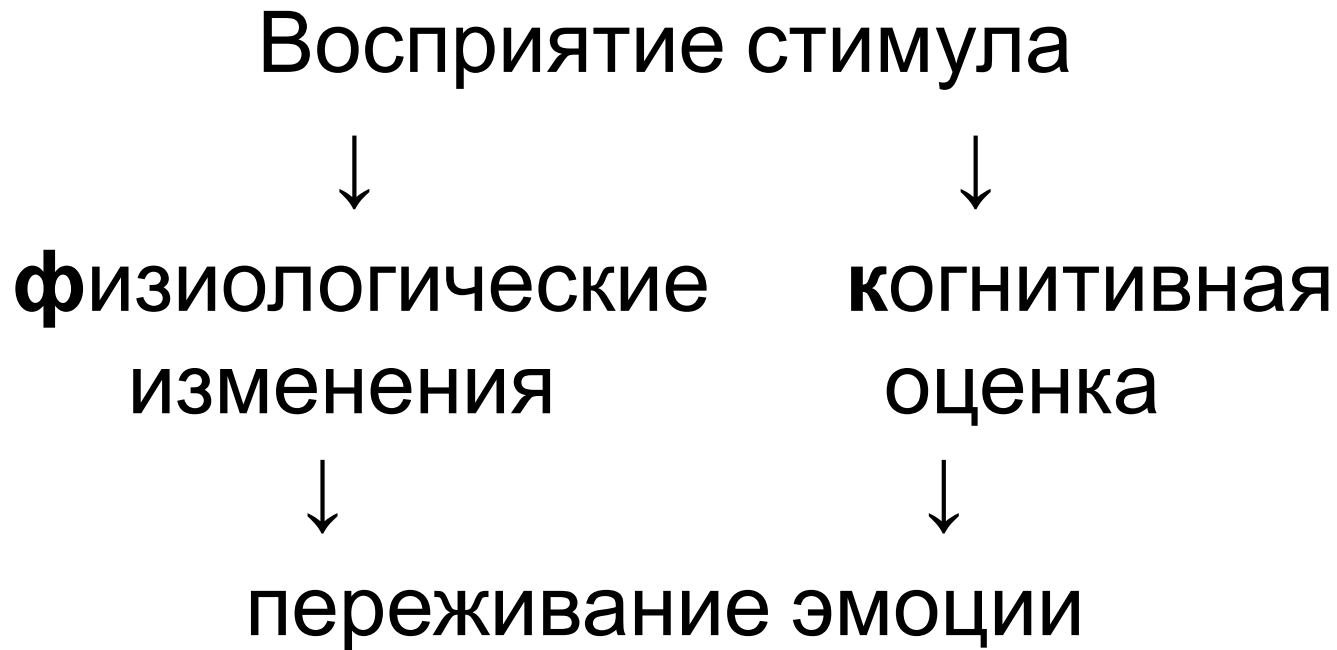 Восприятие стимула
↓ ↓
физиологические когнитивная
изменения оценка
↓ ↓
переживание эмоции